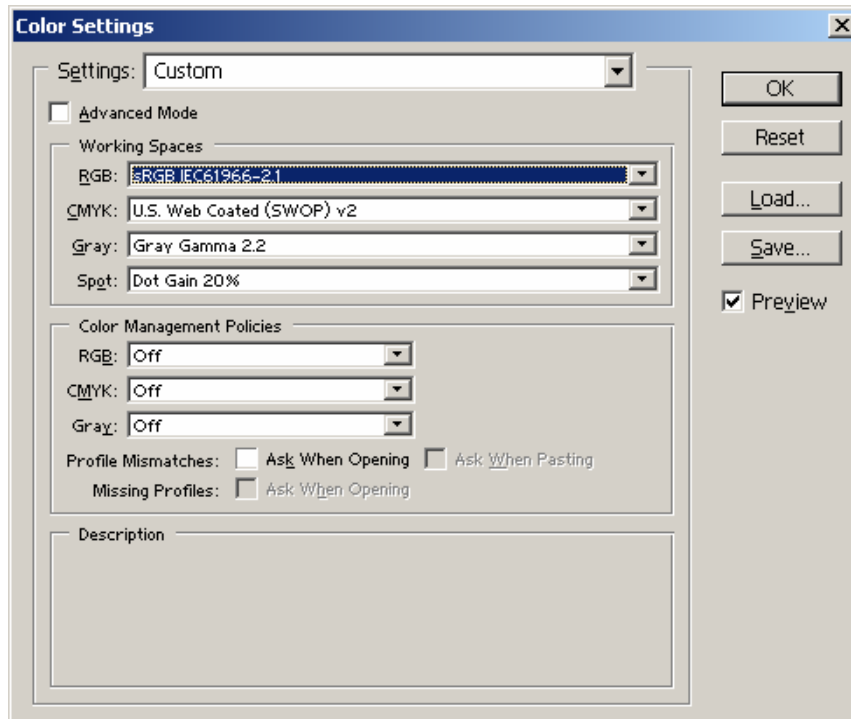 Color Settings
Settings: Custom
OK
Advanced Mode
Reset
Working Spaces
RGB: sRGB IEC61966-2.1
CMYK: U.S. Web Coated (SWOP) v2
Load...
Gray: Gray Gamma 2.2
Save...
Spot: Dot Gain 20%
Preview
Color Management Policies
RGB: Off
CMYK: Off
Gray: Off
Profile Mismatches: Ask When Opening Ask When Pasting
Missing Profiles: Ask When Opening
Description